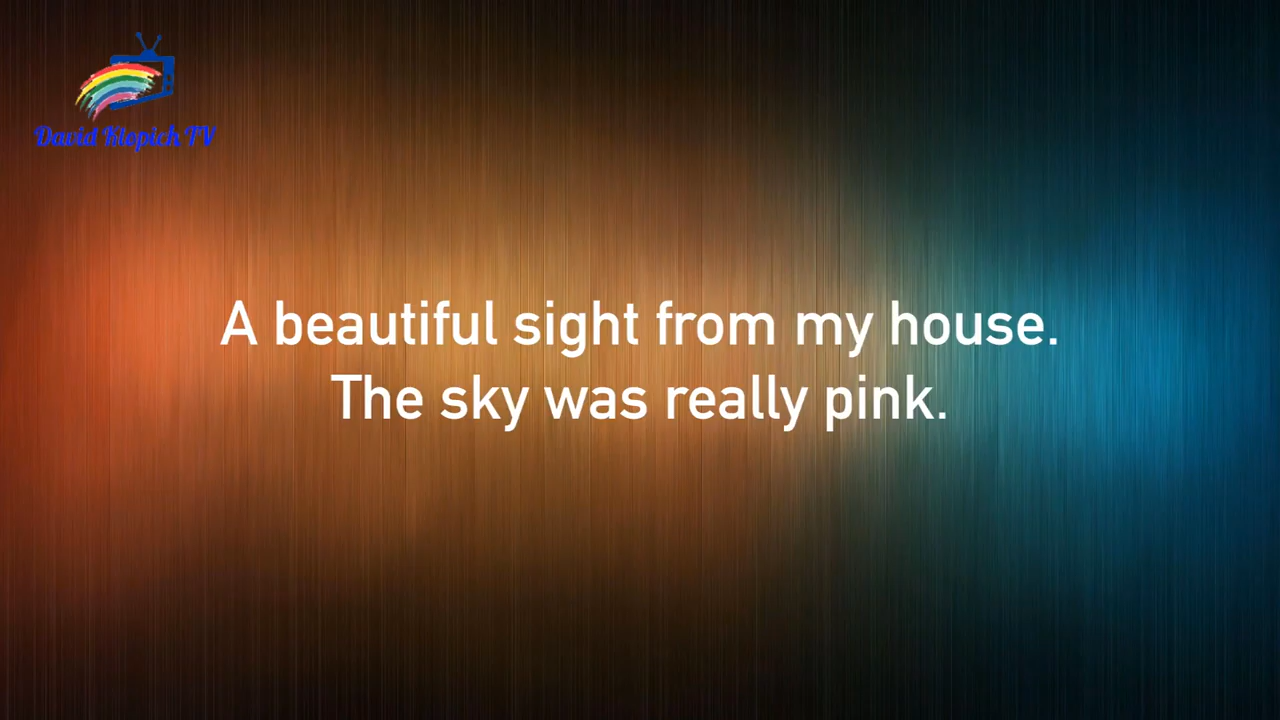 David Klopick TV
A beautiful sight from my house.
The sky was really pink.